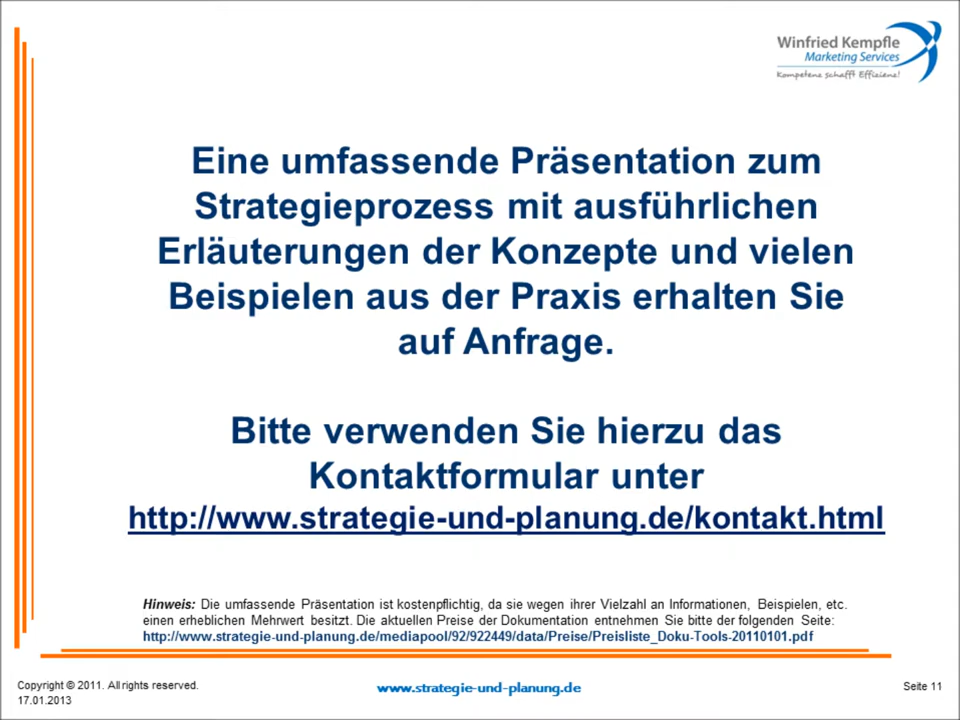 Winfried Kempfle
Marketing Services
Kompetenz schafft Effizienz!
Eine umfassende Präsentation zum
Strategieprozess mit ausführlichen
Erläuterungen der Konzepte und vielen
Beispielen aus der Praxis erhalten Sie
auf Anfrage.
Bitte verwenden Sie hierzu das
Kontaktformular unter
http://www.strategie-und-planung.de/kontakt.html
Hinweis: Die umfassende Präsentation ist kostenpflichtig, da sie wegen ihrer Vielzahl an Informationen, Beispielen, etc.
einen erheblichen Mehrwert besitzt. Die aktuellen Preise der Dokumentation entnehmen Sie bitte der folgenden Seite:
http://www.strategie-und-planung.de/mediapool/92/922449/data/Preise/Preisliste_Doku-Tools-20110101.pdf
Copyright © 2011. All rights reserved.
17.01.2013
www.strategie-und-planung.de
Seite 11